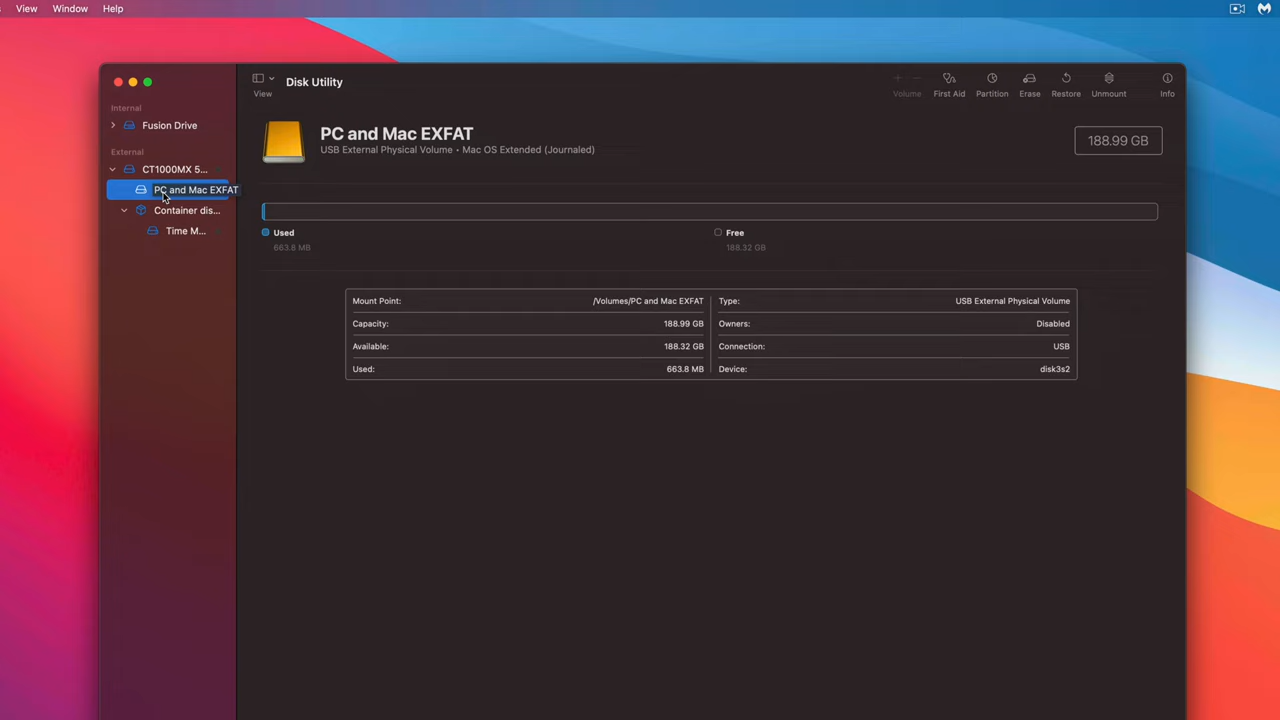 View Window Help
Disk Utility
View
Volume First Aid Partition Erase Restore Unmount Info
Internal
Fusion Drive
External
CT1000MX 5...
PC and Mac EXFAT
Container dis...
Time M...
PC and Mac EXFAT
USB External Physical Volume • Mac OS Extended (Journaled)
188.99 GB
Used
663.8 MB
Free
188.32 GB
Mount Point: /Volumes/PC and Mac EXFAT
Capacity: 188.99 GB
Available: 188.32 GB
Used: 663.8 MB
Type: USB External Physical Volume
Owners: Disabled
Connection: USB
Device: disk3s2